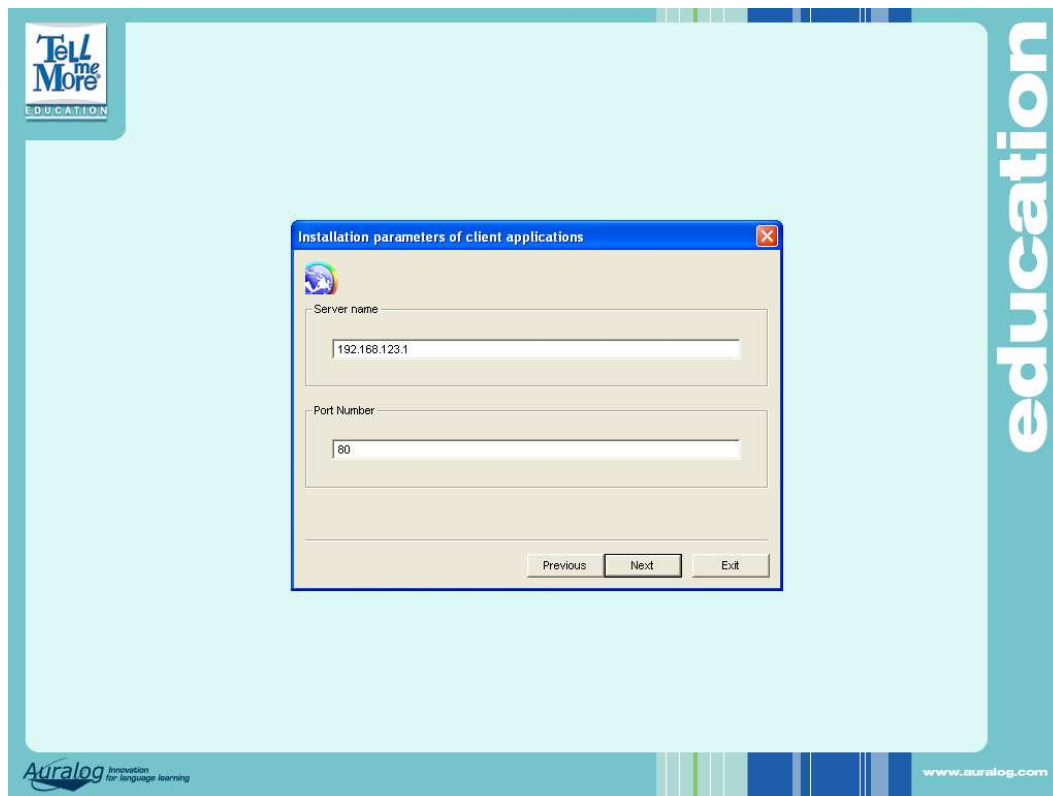 Tell
me
More®
EDUCATION
education
Installation parameters of client applications
Server name
192.168.123.1
Port Number
80
Previous
Next
Exit
Auralog Innovation
for language learning
www.auralog.com